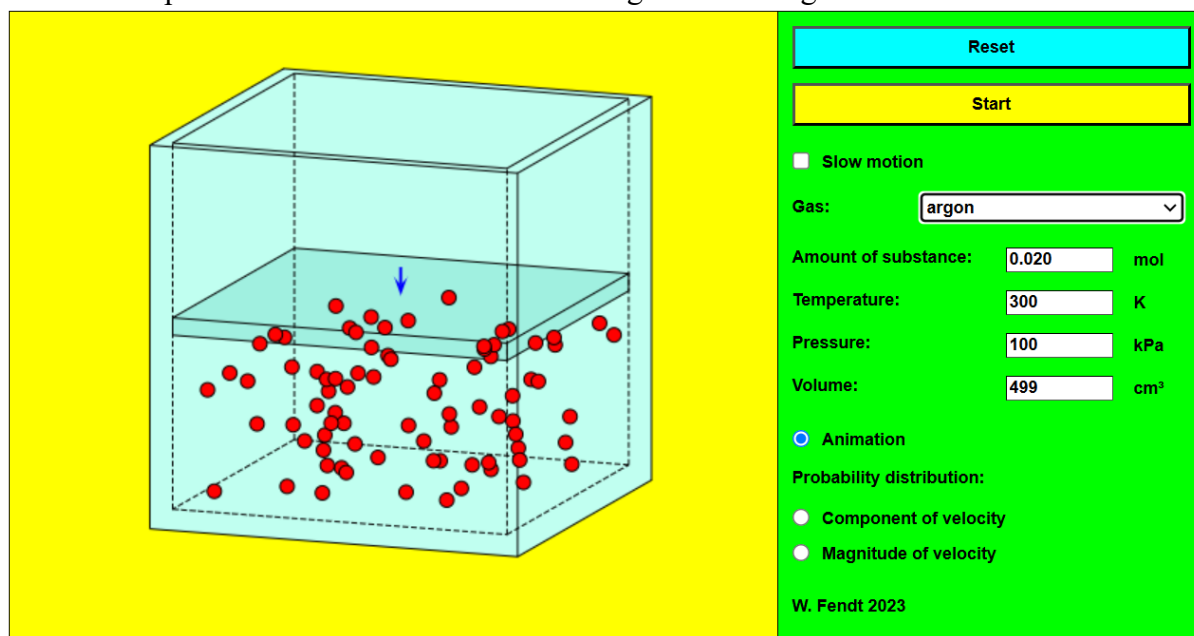 Reset
Start
Slow motion
Gas: argon
Amount of substance: 0.020 mol
Temperature: 300 K
Pressure: 100 kPa
Volume: 499 cm³
Animation
Probability distribution:
Component of velocity
Magnitude of velocity
W. Fendt 2023